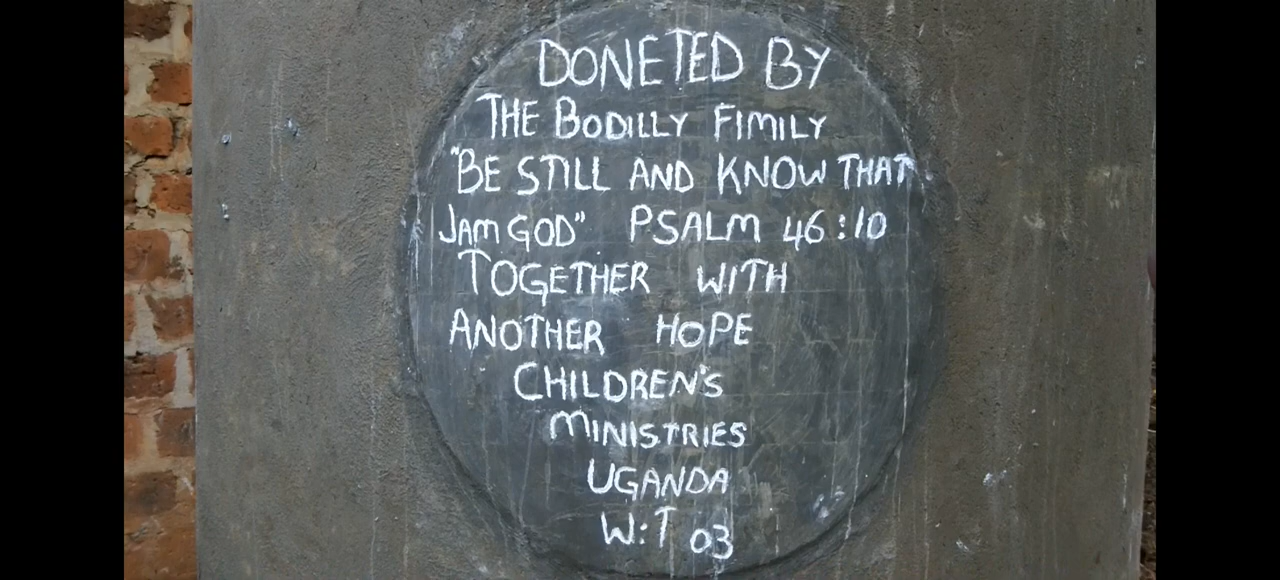 DONETED BY
THE BODILLY FIMILY
"BE STILL AND KNOW THAT
JAM GOD" PSALM 46:10
TOGETHER WITH
ANOTHER HOPE
CHILDREN'S
MINISTRIES
UGANDA
W:T 03